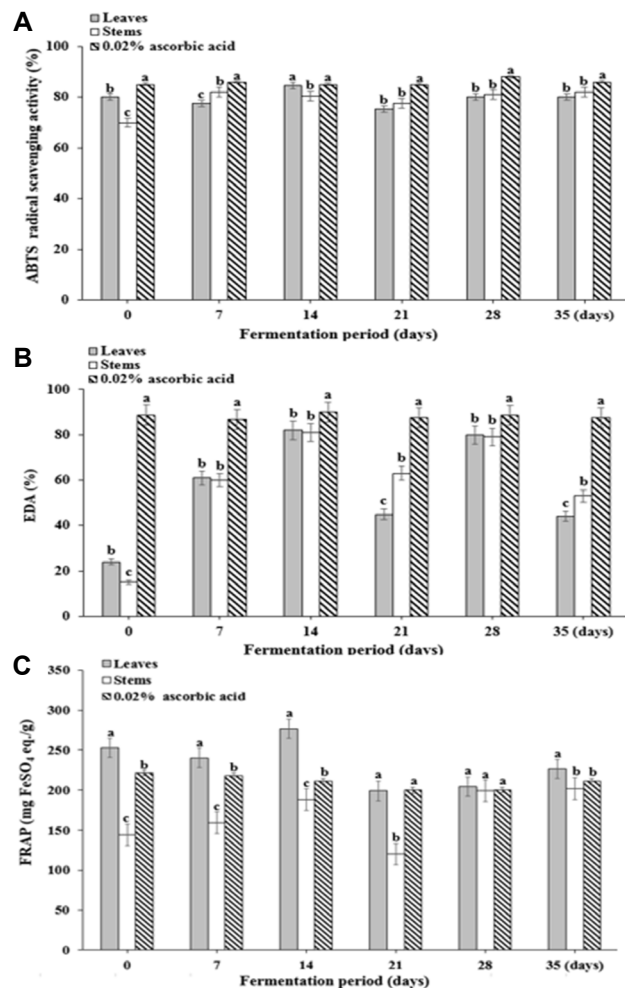 A
Leaves
Stems
0.02% ascorbic acid
ABTS radical scavenging activity (%)
100
80
60
40
20
0
b c a
c b a
a b a
b b a
b b a
b b a
0 7 14 21 28 35 (days)
Fermentation period (days)
B
Leaves
Stems
0.02% ascorbic acid
EDA (%)
100
80
60
40
20
0
b c a
b b a
b b a
c b a
b b a
c b a
0 7 14 21 28 35 (days)
Fermentation period (days)
C
Leaves
Stems
0.02% ascorbic acid
FRAP (mg FeSO₄ eq./g)
350
300
250
200
150
100
50
0
a c b
a c b
a c b
a b a
a a a
a b b
0 7 14 21 28 35 (days)
Fermentation period (days)